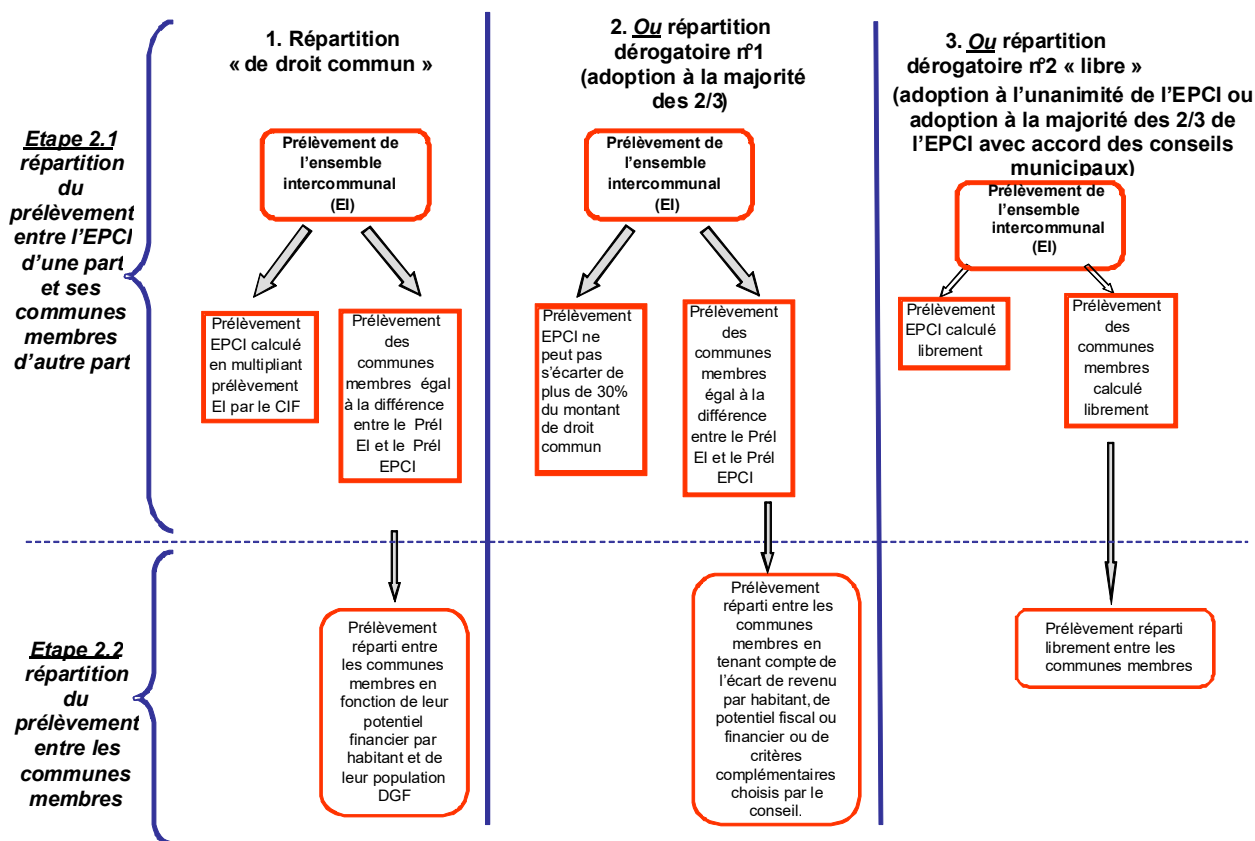 1. Répartition
« de droit commun »
2. Ou répartition
dérogatoire n°1
(adoption à la majorité
des 2/3)
3. Ou répartition
dérogatoire n°2 « libre »
(adoption à l'unanimité de l'EPCI ou
adoption à la majorité des 2/3 de
l'EPCI avec accord des conseils
municipaux)
Etape 2.1
répartition
du
prélèvement
entre l'EPCI
d'une part
et ses
communes
membres
d'autre part
Prélèvement de
l'ensemble
intercommunal
(EI)
Prélèvement
EPCI calculé
en multipliant
prélèvement
EI par le CIF
Prélèvement
des
communes
membres égal
à la différence
entre le Prél
EI et le Prél
EPCI
Prélèvement de
l'ensemble
intercommunal
(EI)
Prélèvement
EPCI ne
peut pas
s'écarter de
plus de 30%
du montant
de droit
commun
Prélèvement
des
communes
membres
égal à la
différence
entre le Prél
EI et le Prél
EPCI
Prélèvement de
l'ensemble
intercommunal
(EI)
Prélèvement
EPCI calculé
librement
Prélèvement
des
communes
membres
calculé
librement
Etape 2.2
répartition
du
prélèvement
entre les
communes
membres
Prélèvement
réparti entre
les communes
membres en
fonction de leur
potentiel
financier par
habitant et de
leur population
DGF
Prélèvement
réparti entre les
communes
membres en
tenant compte de
l'écart de revenu
par habitant, de
potentiel fiscal ou
financier ou de
critères
complémentaires
choisis par le
conseil.
Prélèvement réparti
librement entre les
communes membres